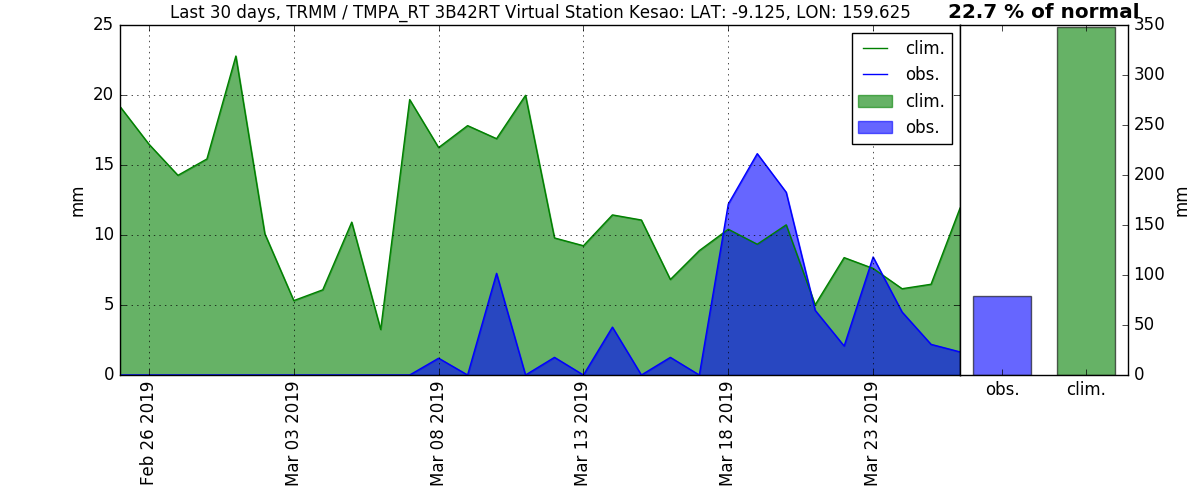 Last 30 days, TRMM / TMPA_RT 3B42RT Virtual Station Kesao: LAT: -9.125, LON: 159.625
22.7 % of normal
25
20
15
10
5
0
mm
clim.
obs.
clim.
obs.
Feb 26 2019
Mar 03 2019
Mar 08 2019
Mar 13 2019
Mar 18 2019
Mar 23 2019
350
300
250
200
150
100
50
0
mm
obs.
clim.